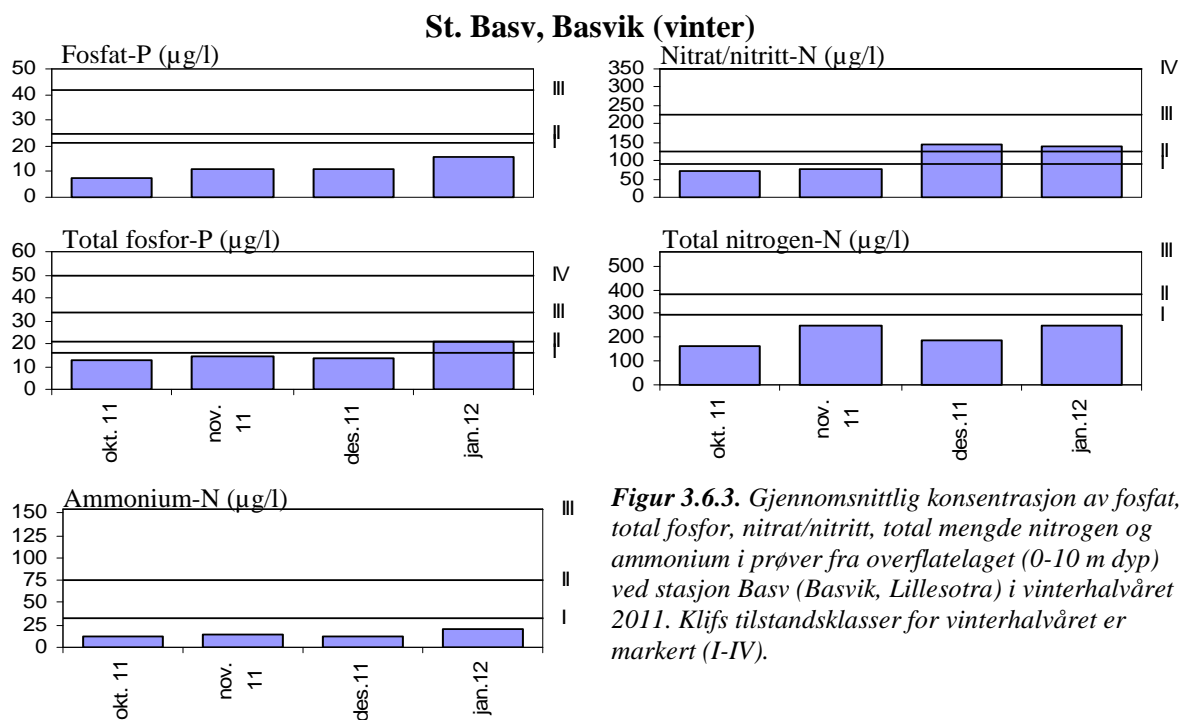 St. Basv, Basvik (vinter)
Fosfat-P (µg/l)
50
40
30
20
10
0
III
II
I
Nitrat/nitritt-N (µg/l)
350
300
250
200
150
100
50
0
IV
III
II
I
Total fosfor-P (µg/l)
60
50
40
30
20
10
0
IV
III
II
I
okt. 11
nov.
11
des.11
jan.12
Total nitrogen-N (µg/l)
500
400
300
200
100
0
III
II
I
okt. 11
nov.
11
des.11
jan.12
Ammonium-N (µg/l)
150
125
100
75
50
25
0
III
II
I
okt. 11
nov.
11
des.11
jan.12
Figur 3.6.3. Gjennomsnittlig konsentrasjon av fosfat,
total fosfor, nitrat/nitritt, total mengde nitrogen og
ammonium i prøver fra overflatelaget (0-10 m dyp)
ved stasjon Basv (Basvik, Lillesotra) i vinterhalvåret
2011. Klifs tilstandsklasser for vinterhalvåret er
markert (I-IV).